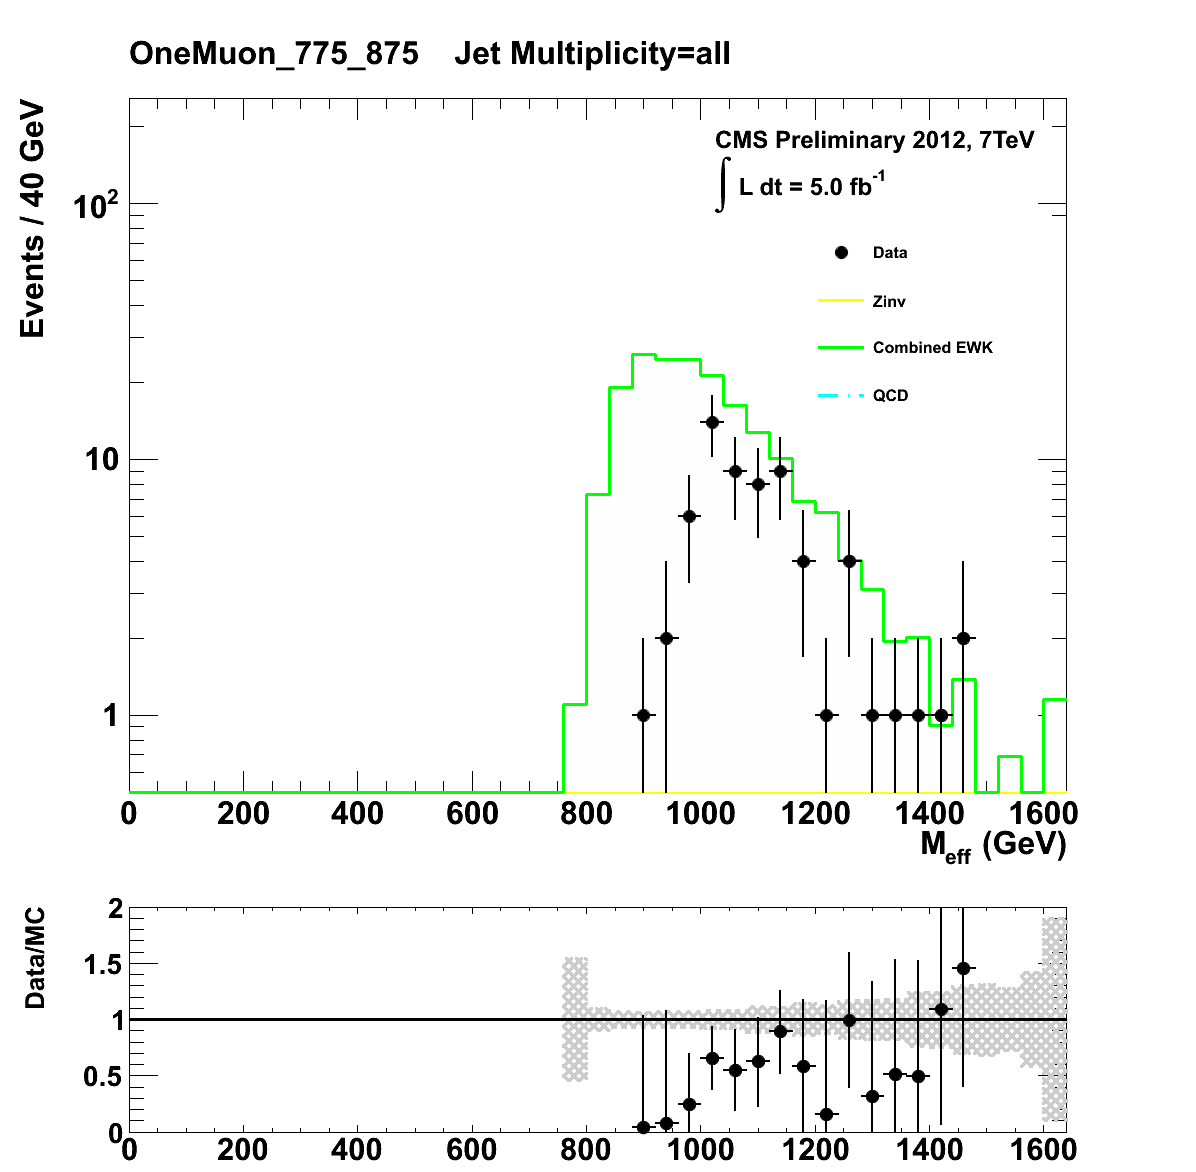 OneMuon_775_875 Jet Multiplicity=all
Events / 40 GeV
CMS Preliminary 2012, 7TeV
∫ L dt = 5.0 fb⁻¹
Data
Zinv
Combined EWK
QCD
10²
10
1
0 200 400 600 800 1000 1200 1400 1600
M_eff (GeV)
Data/MC
2
1.5
1
0.5
0
0 200 400 600 800 1000 1200 1400 1600